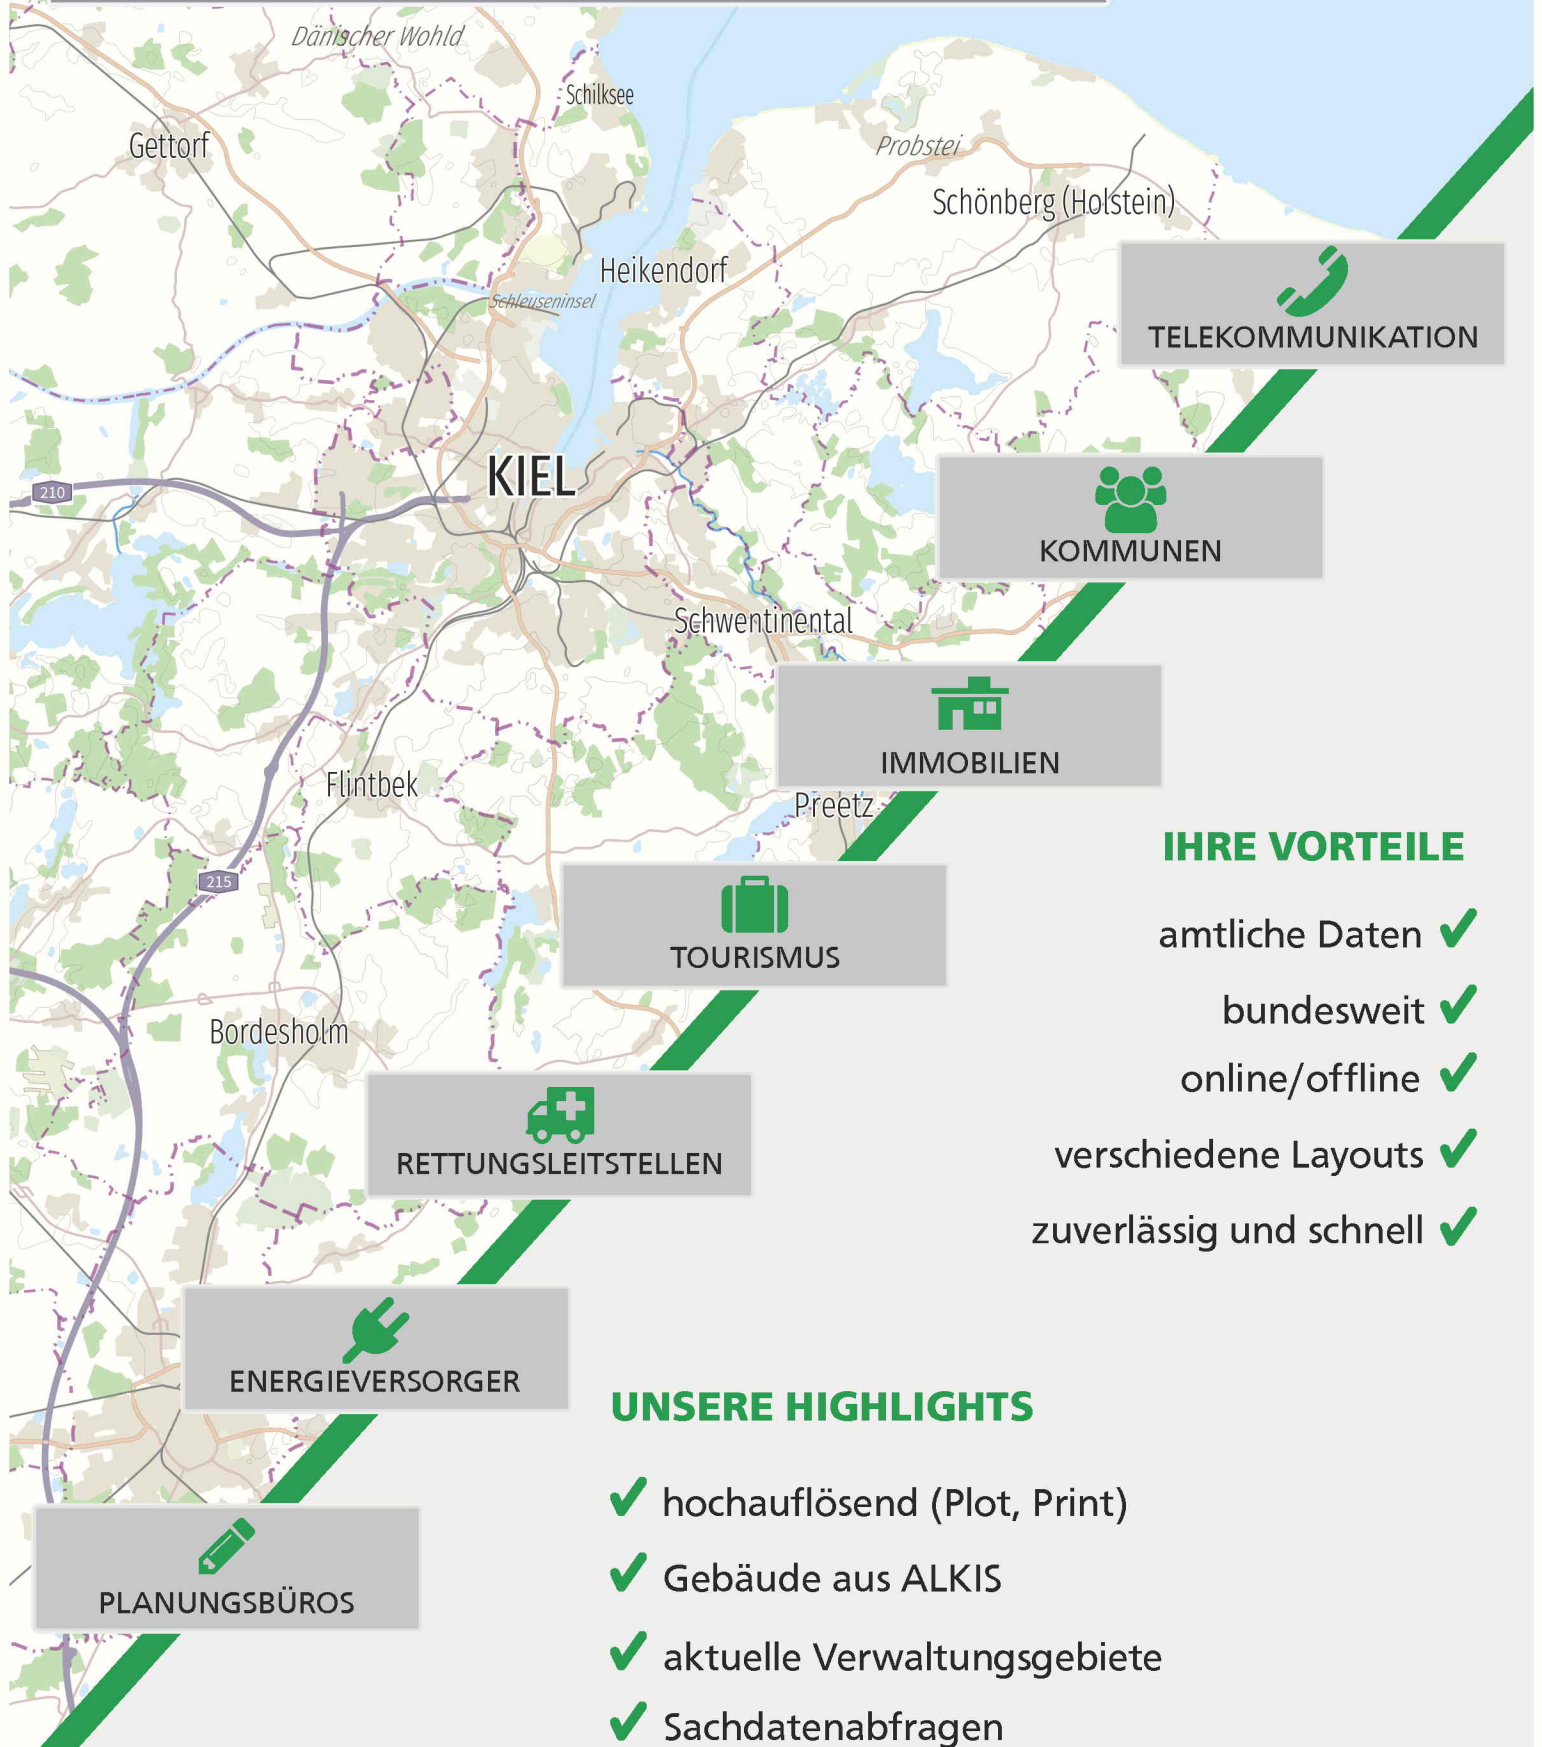 Dänischer Wohld
Schilksee
Gettorf
Probstei
Schönberg (Holstein)
Heikendorf
Schleuseninsel
TELEKOMMUNIKATION
KIEL
210
KOMMUNEN
Schwentinental
IMMOBILIEN
Flintbek
Preetz
215
TOURISMUS
Bordesholm
RETTUNGSLEITSTELLEN
ENERGIEVERSORGER
PLANUNGSBÜROS
IHRE VORTEILE
amtliche Daten
bundesweit
online/offline
verschiedene Layouts
zuverlässig und schnell
UNSERE HIGHLIGHTS
hochauflösend (Plot, Print)
Gebäude aus ALKIS
aktuelle Verwaltungsgebiete
Sachdatenabfragen